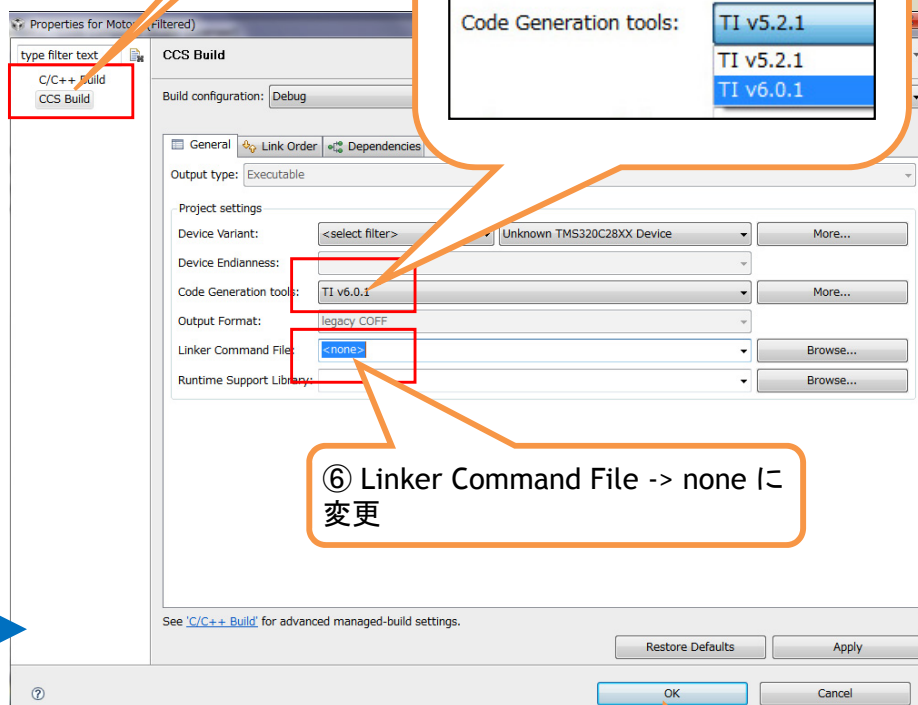 Properties for Motor (Filtered)
type filter text
C/C++ Build
CCS Build
CCS Build
Code Generation tools:
TI v5.2.1
TI v5.2.1
TI v6.0.1
Build configuration:
Debug
General
Link Order
Dependencies
Output type:
Executable
Project settings
Device Variant:
<select filter>
Unknown TMS320C28XX Device
More...
Device Endianness:
Code Generation tools:
TI v6.0.1
More...
Output Format:
legacy COFF
Linker Command File:
<none>
Browse...
Runtime Support Library:
Browse...
⑥ Linker Command File -> none に
変更
See 'C/C++ Build' for advanced managed-build settings.
Restore Defaults
Apply
OK
Cancel